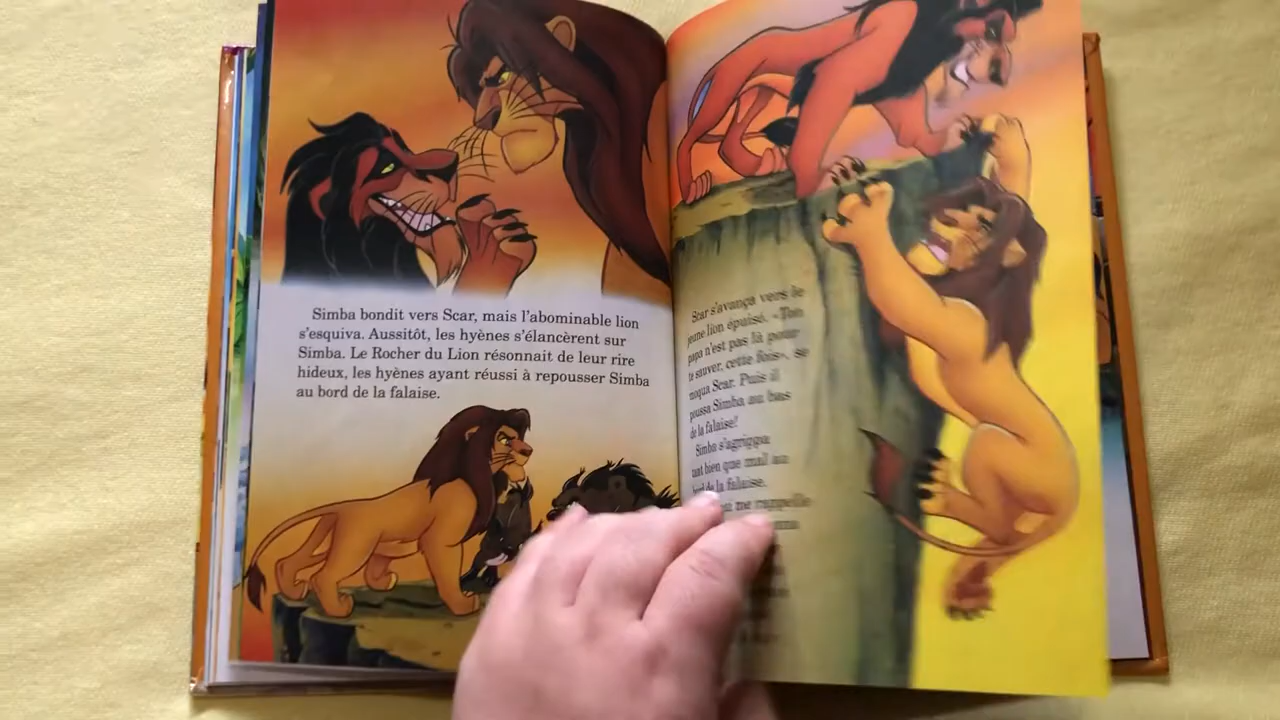 Simba bondit vers Scar, mais l'abominable lion
s'esquiva. Aussitôt, les hyènes s'élancèrent sur
Simba. Le Rocher du Lion résonnait de leur rire
hideux, les hyènes ayant réussi à repousser Simba
au bord de la falaise.
Scar s'avança vers le
jeune lion épuisé. «Ton
papa n'est pas là pour
te sauver, cette fois», se
moqua Scar. Puis il
poussa Simba au bas
de la falaise!
Simba s'agrippa
tant bien que mal au
bord de la falaise.
me rappelle